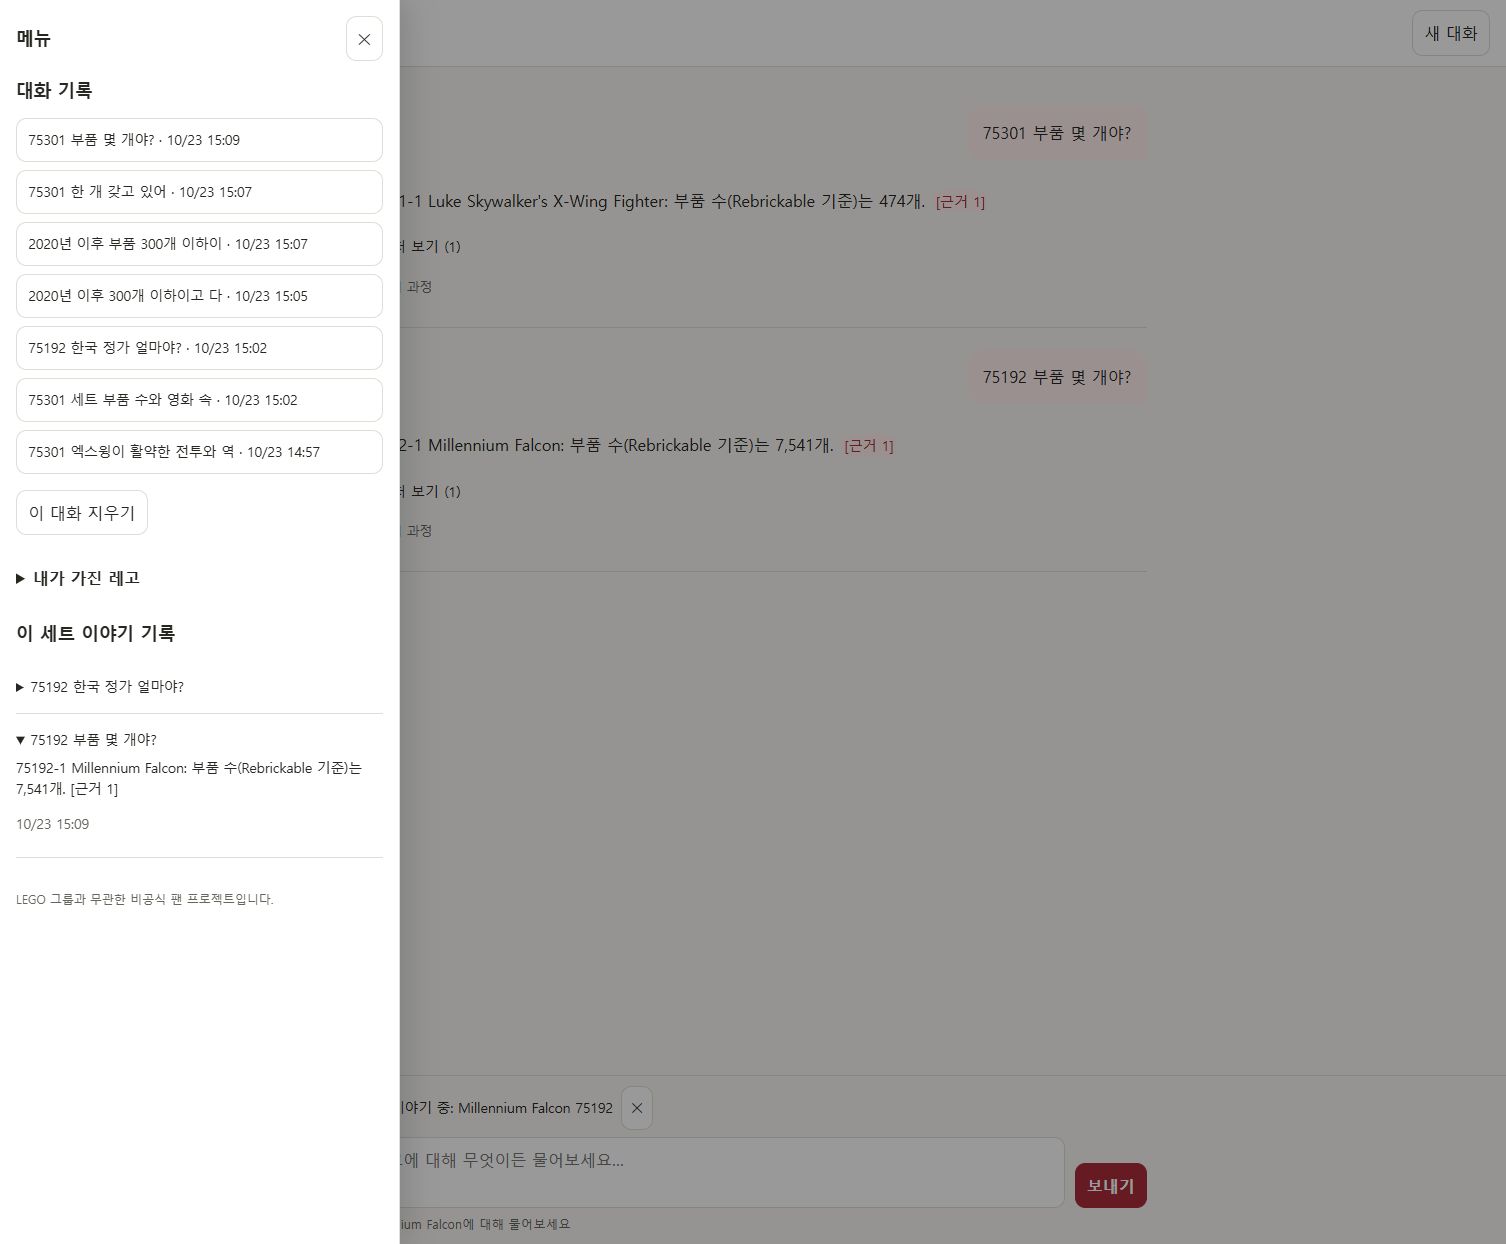 메뉴
대화 기록
75301 부품 몇 개야? · 10/23 15:09
75301 한 개 갖고 있어 · 10/23 15:07
2020년 이후 부품 300개 이하이 · 10/23 15:07
2020년 이후 300개 이하이고 다 · 10/23 15:05
75192 한국 정가 얼마야? · 10/23 15:02
75301 세트 부품 수와 영화 속 · 10/23 15:02
75301 엑스윙이 활약한 전투와 역 · 10/23 14:57
이 대화 지우기
▶ 내가 가진 레고
이 세트 이야기 기록
▶ 75192 한국 정가 얼마야?
▼ 75192 부품 몇 개야?
75192-1 Millennium Falcon: 부품 수(Rebrickable 기준)는
7,541개. [근거 1]
10/23 15:09
LEGO 그룹과 무관한 비공식 팬 프로젝트입니다.
새 대화
75301 부품 몇 개야?
1-1 Luke Skywalker's X-Wing Fighter: 부품 수(Rebrickable 기준)는 474개. [근거 1]
보기 (1)
과정
75192 부품 몇 개야?
2-1 Millennium Falcon: 부품 수(Rebrickable 기준)는 7,541개. [근거 1]
보기 (1)
과정
이야기 중: Millennium Falcon 75192
에 대해 무엇이든 물어보세요...
보내기
ium Falcon에 대해 물어보세요